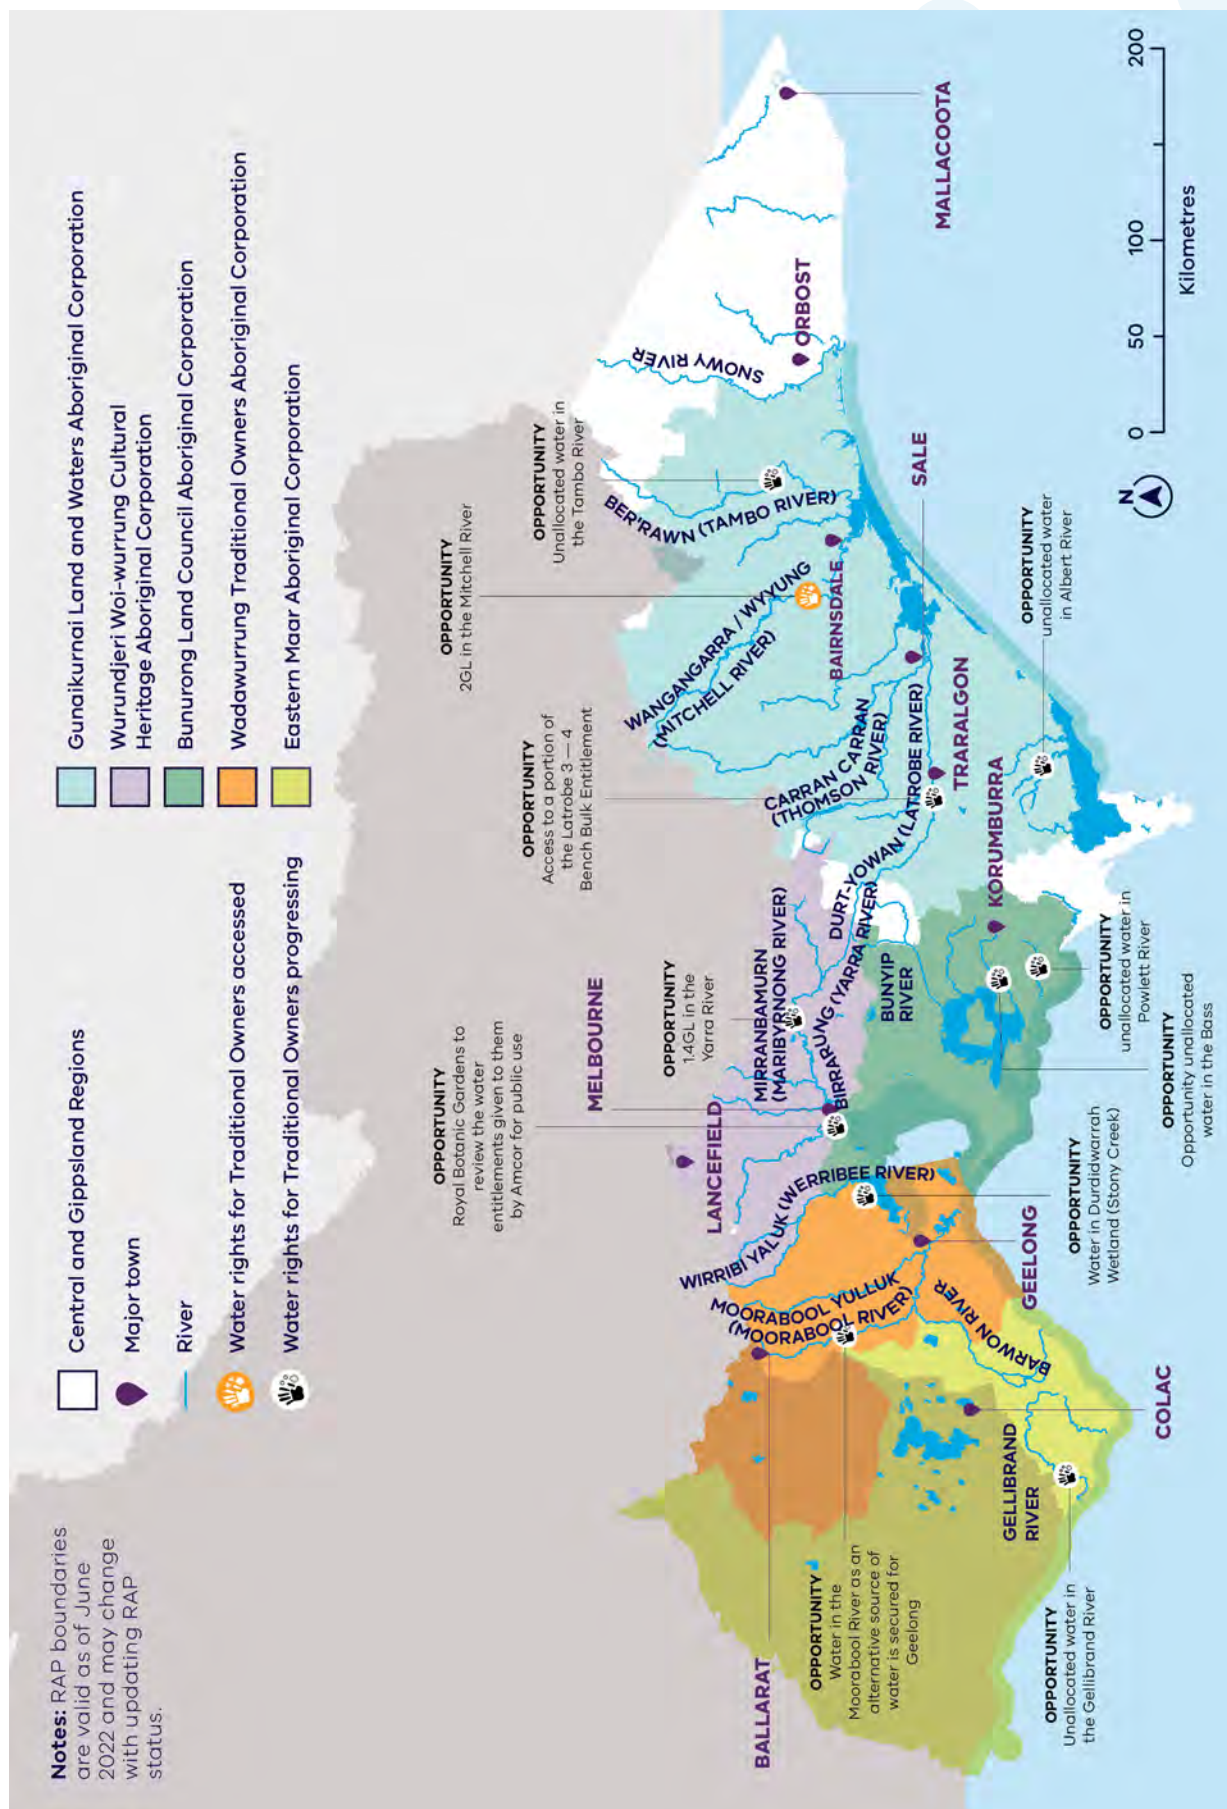 Notes: RAP boundaries
are valid as of June
2022 and may change
with updating RAP
status.
Central and Gippsland Regions
Major town
River
Water rights for Traditional Owners accessed
Water rights for Traditional Owners progressing
Gunaikurnai Land and Waters Aboriginal Corporation
Wurundjeri Woi-wurrung Cultural
Heritage Aboriginal Corporation
Bunurong Land Council Aboriginal Corporation
Wadawurrung Traditional Owners Aboriginal Corporation
Eastern Maar Aboriginal Corporation
OPPORTUNITY
Royal Botanic Gardens to
review the water
entitlements given to them
by Amcor for public use
OPPORTUNITY
2GL in the Mitchell River
OPPORTUNITY
Access to a portion of
the Latrobe 3 — 4
Bench Bulk Entitlement
OPPORTUNITY
Unallocated water in
the Tambo River
MELBOURNE
OPPORTUNITY
1.4GL in the
Yarra River
LANCEFIELD
WIRRIBI YALUK (WERRIBEE RIVER)
MOORABOOL YULLUK
(MOORABOOL RIVER)
MIRRANBAMURN
(MARIBYRNONG RIVER)
BIRRARUNG (YARRA RIVER)
DURT-YOWAN (LATROBE RIVER)
CARRAN CARRAN
(THOMSON RIVER)
WANGANGARRA / WYYUNG
(MITCHELL RIVER)
BER'RAWN (TAMBO RIVER)
SNOWY RIVER
BALLARAT
OPPORTUNITY
Water in the
Moorabool River as an
alternative source of
water is secured for
Geelong
BUNYIP
RIVER
BAIRNSDALE
ORBOST
SALE
MALLACOOTA
TRARALGON
KORUMBURRA
BARWON RIVER
GEELONG
GELLIBRAND
RIVER
COLAC
OPPORTUNITY
Unallocated water in
the Gellibrand River
OPPORTUNITY
Water in Durdidwarrah
Wetland (Stony Creek)
OPPORTUNITY
Opportunity unallocated
water in the Bass
OPPORTUNITY
unallocated water in
Powlett River
OPPORTUNITY
unallocated water
in Albert River
N
0
50
100
200
Kilometres